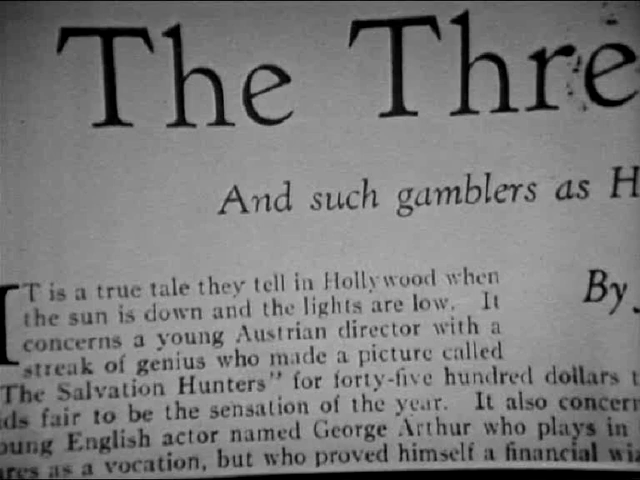 The Thre
And such gamblers as H
By
IT is a true tale they tell in Hollywood when
the sun is down and the lights are low. It
concerns a young Austrian director with a
streak of genius who made a picture called
The Salvation Hunters" for forty-five hundred dollars t
ids fair to be the sensation of the year. It also concern
oung English actor named George Arthur who plays in
ares as a vocation, but who proved himself a financial wiz